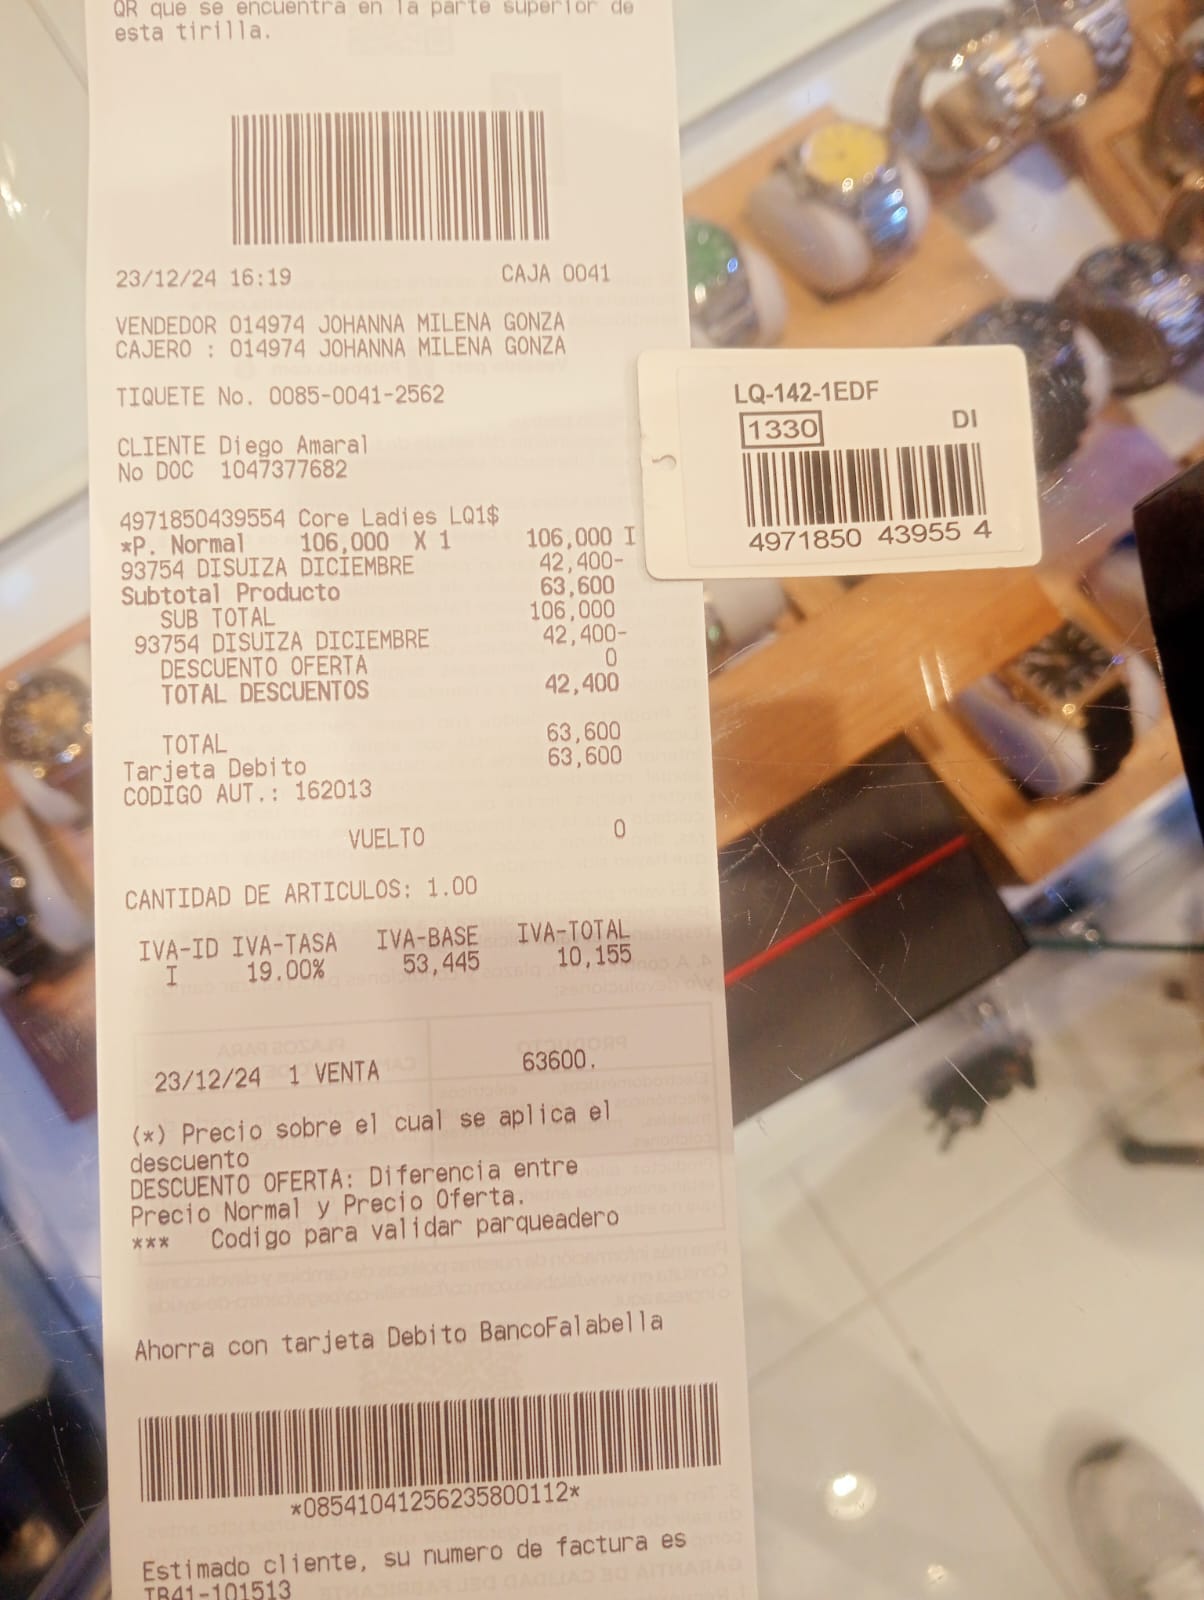 QR que se encuentra en la parte superior de
esta tirilla.
23/12/24 16:19 CAJA 0041
VENDEDOR 014974 JOHANNA MILENA GONZA
CAJERO : 014974 JOHANNA MILENA GONZA
TIQUETE No. 0085-0041-2562
CLIENTE Diego Amaral
No DOC 1047377682
4971850439554 Core Ladies LQ1$
*P. Normal 106,000 X 1 106,000 I
93754 DISUIZA DICIEMBRE 42,400-
Subtotal Producto 63,600
SUB TOTAL 106,000
93754 DISUIZA DICIEMBRE 42,400-
DESCUENTO OFERTA 0
TOTAL DESCUENTOS 42,400
TOTAL 63,600
Tarjeta Debito 63,600
CODIGO AUT.: 162013
VUELTO 0
CANTIDAD DE ARTICULOS: 1.00
IVA-ID IVA-TASA IVA-BASE IVA-TOTAL
I 19.00% 53,445 10,155
23/12/24 1 VENTA 63600.
(*) Precio sobre el cual se aplica el
descuento
DESCUENTO OFERTA: Diferencia entre
Precio Normal y Precio Oferta.
*** Codigo para validar parqueadero
Ahorra con tarjeta Debito BancoFalabella
*08541041256235800112*
Estimado cliente, su numero de factura es
TB41-101513
LQ-142-1EDF
1330 DI
4971850 43955 4